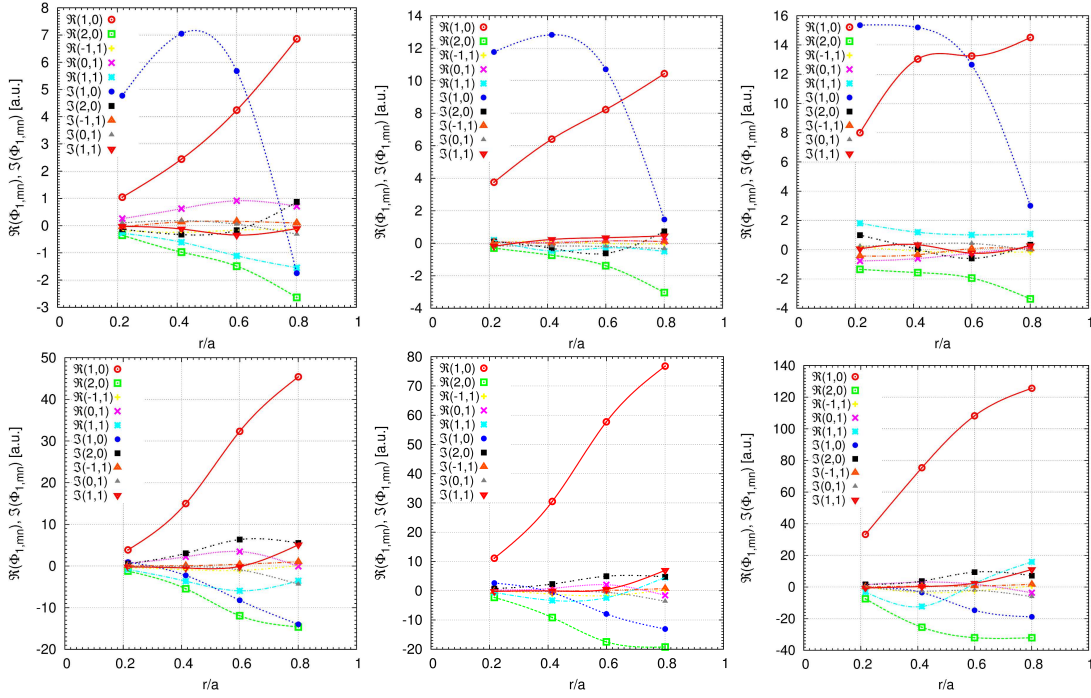 ℜ(Φ1,mn), ℑ(Φ1,mn) [a.u.]
8
7
6
5
4
3
2
1
0
-1
-2
-3
ℜ(1,0)
ℜ(2,0)
ℜ(-1,1)
ℜ(0,1)
ℜ(1,1)
ℑ(1,0)
ℑ(2,0)
ℑ(-1,1)
ℑ(0,1)
ℑ(1,1)
0 0.2 0.4 0.6 0.8 1
r/a
ℜ(Φ1,mn), ℑ(Φ1,mn) [a.u.]
14
12
10
8
6
4
2
0
-2
-4
ℜ(1,0)
ℜ(2,0)
ℜ(-1,1)
ℜ(0,1)
ℜ(1,1)
ℑ(1,0)
ℑ(2,0)
ℑ(-1,1)
ℑ(0,1)
ℑ(1,1)
0 0.2 0.4 0.6 0.8 1
r/a
ℜ(Φ1,mn), ℑ(Φ1,mn) [a.u.]
16
14
12
10
8
6
4
2
0
-2
-4
ℜ(1,0)
ℜ(2,0)
ℜ(-1,1)
ℜ(0,1)
ℜ(1,1)
ℑ(1,0)
ℑ(2,0)
ℑ(-1,1)
ℑ(0,1)
ℑ(1,1)
0 0.2 0.4 0.6 0.8 1
r/a
ℜ(Φ1,mn), ℑ(Φ1,mn) [a.u.]
50
40
30
20
10
0
-10
-20
ℜ(1,0)
ℜ(2,0)
ℜ(-1,1)
ℜ(0,1)
ℜ(1,1)
ℑ(1,0)
ℑ(2,0)
ℑ(-1,1)
ℑ(0,1)
ℑ(1,1)
0 0.2 0.4 0.6 0.8 1
r/a
ℜ(Φ1,mn), ℑ(Φ1,mn) [a.u.]
80
70
60
50
40
30
20
10
0
-10
-20
ℜ(1,0)
ℜ(2,0)
ℜ(-1,1)
ℜ(0,1)
ℜ(1,1)
ℑ(1,0)
ℑ(2,0)
ℑ(-1,1)
ℑ(0,1)
ℑ(1,1)
0 0.2 0.4 0.6 0.8 1
r/a
ℜ(Φ1,mn), ℑ(Φ1,mn) [a.u.]
140
120
100
80
60
40
20
0
-20
-40
ℜ(1,0)
ℜ(2,0)
ℜ(-1,1)
ℜ(0,1)
ℜ(1,1)
ℑ(1,0)
ℑ(2,0)
ℑ(-1,1)
ℑ(0,1)
ℑ(1,1)
0 0.2 0.4 0.6 0.8 1
r/a